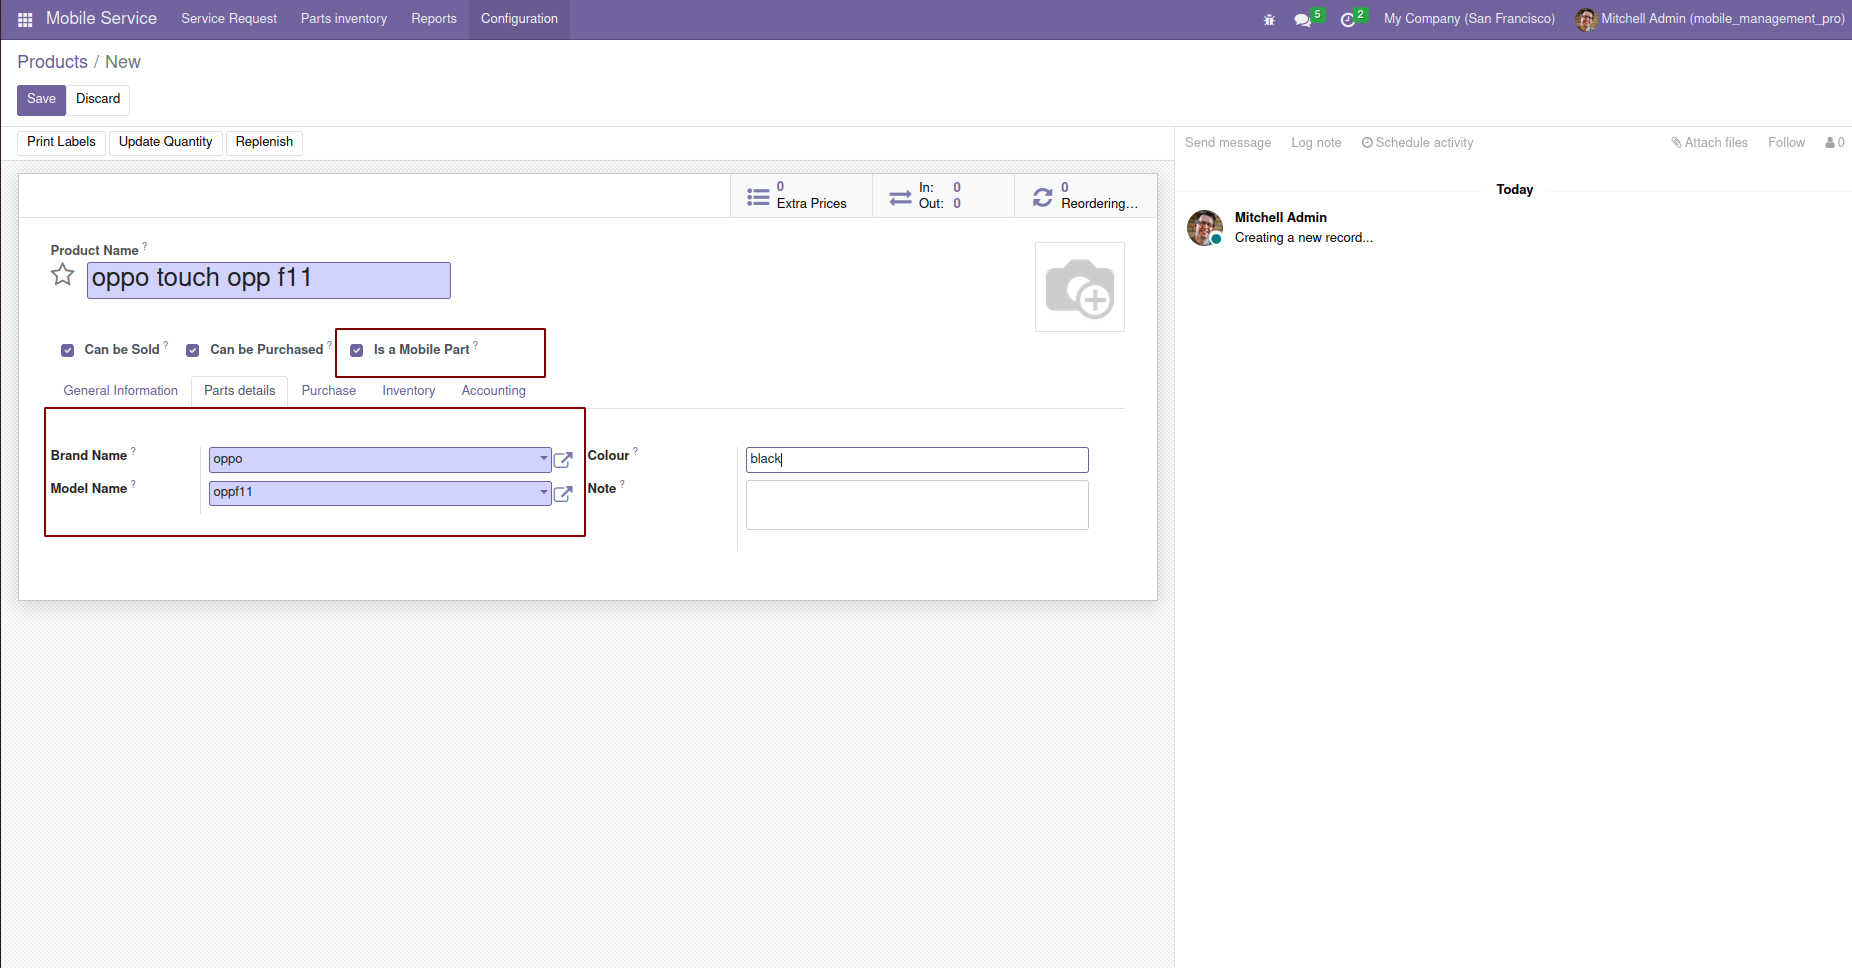 Mobile Service Service Request Parts inventory Reports Configuration 5 2 My Company (San Francisco) Mitchell Admin (mobile_management_pro)
Products / New
Save Discard
Print Labels Update Quantity Replenish Send message Log note Schedule activity Attach files Follow 0
0 Extra Prices
In: 0
Out: 0
0 Reordering...
Today
Mitchell Admin
Creating a new record...
Product Name ?
oppo touch opp f11
Can be Sold ? Can be Purchased ? Is a Mobile Part ?
General Information Parts details Purchase Inventory Accounting
Brand Name ? oppo Colour ? black
Model Name ? oppf11 Note ?